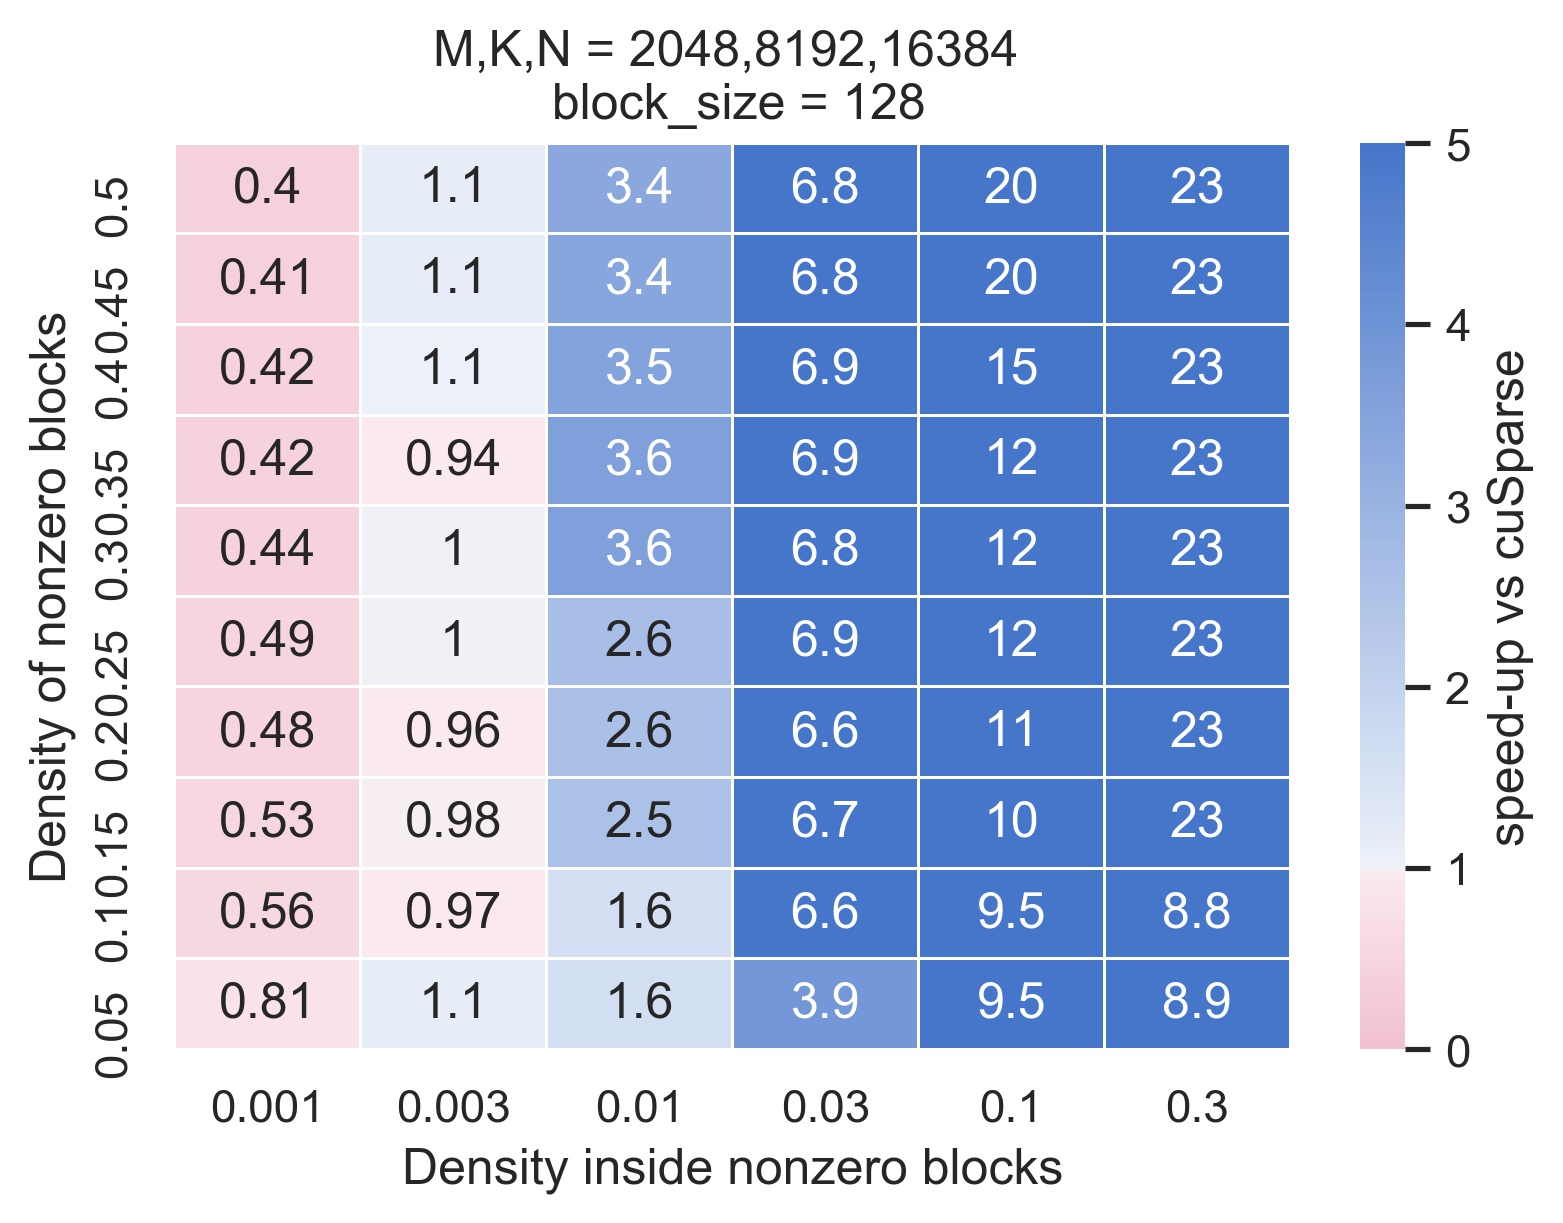 M,K,N = 2048,8192,16384
block_size = 128
Density of nonzero blocks
0.5 0.4 1.1 3.4 6.8 20 23
0.45 0.41 1.1 3.4 6.8 20 23
0.4 0.42 1.1 3.5 6.9 15 23
0.35 0.42 0.94 3.6 6.9 12 23
0.3 0.44 1 3.6 6.8 12 23
0.25 0.49 1 2.6 6.9 12 23
0.2 0.48 0.96 2.6 6.6 11 23
0.15 0.53 0.98 2.5 6.7 10 23
0.1 0.56 0.97 1.6 6.6 9.5 8.8
0.05 0.81 1.1 1.6 3.9 9.5 8.9
0.001 0.003 0.01 0.03 0.1 0.3
Density inside nonzero blocks
5
4
3
2
1
0
speed-up vs cuSparse